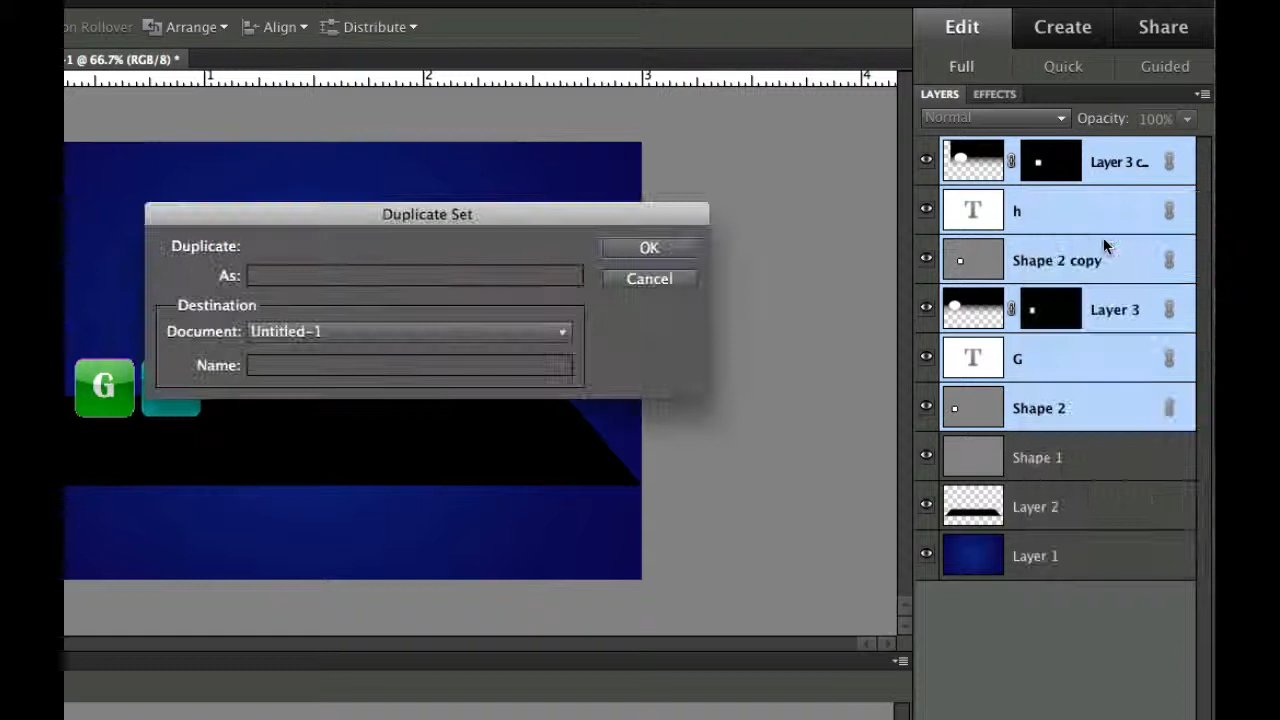 on Rollover Arrange Align Distribute
Edit Create Share
-1 @ 66.7% (RGB/8) *
Full Quick Guided
1 2 3 4
LAYERS EFFECTS
Normal Opacity: 100%
Layer 3 c...
h
Shape 2 copy
Layer 3
G
Shape 2
Shape 1
Layer 2
Layer 1
Duplicate Set
Duplicate:
OK
As:
Cancel
Destination
Document: Untitled-1
Name:
G